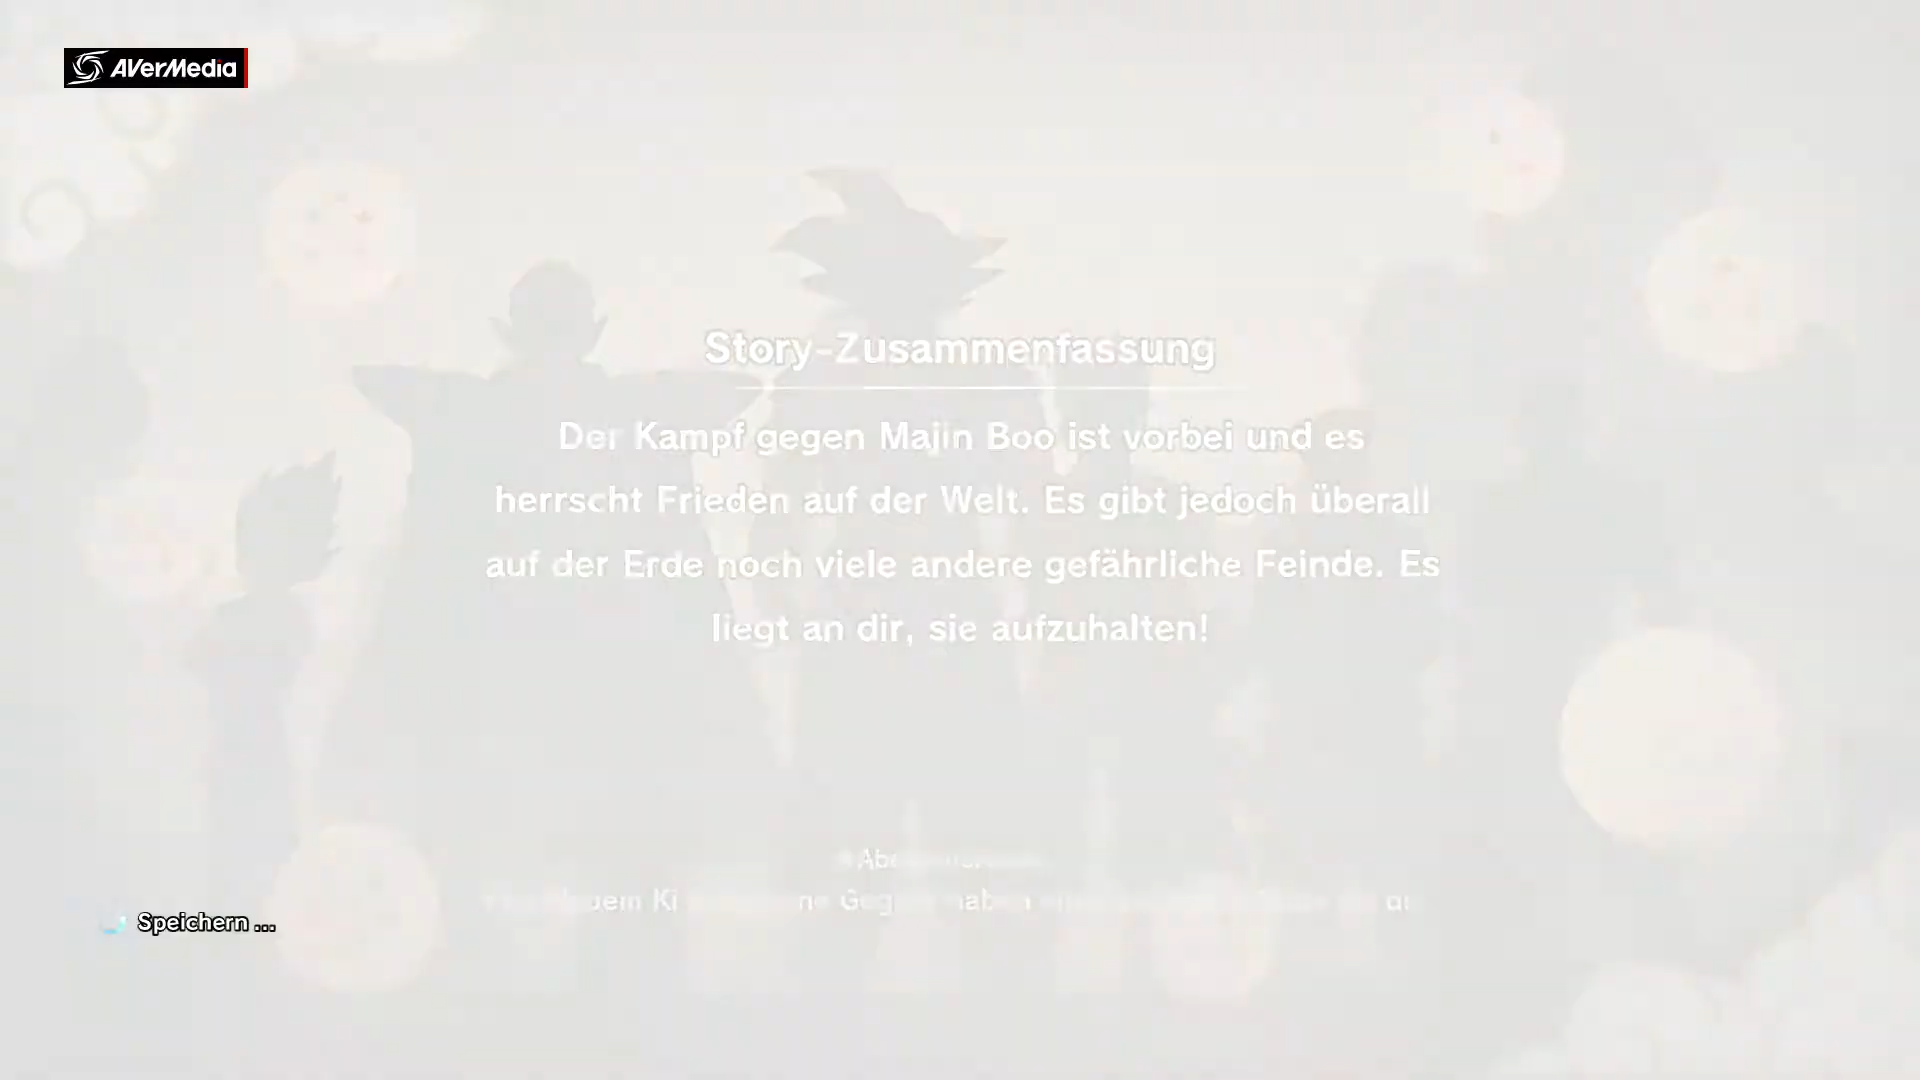 AVerMedia
Story-Zusammenfassung
Der Kampf gegen Majin Boo ist vorbei und es
herrscht Frieden auf der Welt. Es gibt jedoch überall
auf der Erde noch viele andere gefährliche Feinde. Es
liegt an dir, sie aufzuhalten!
Ki
Speichern ...